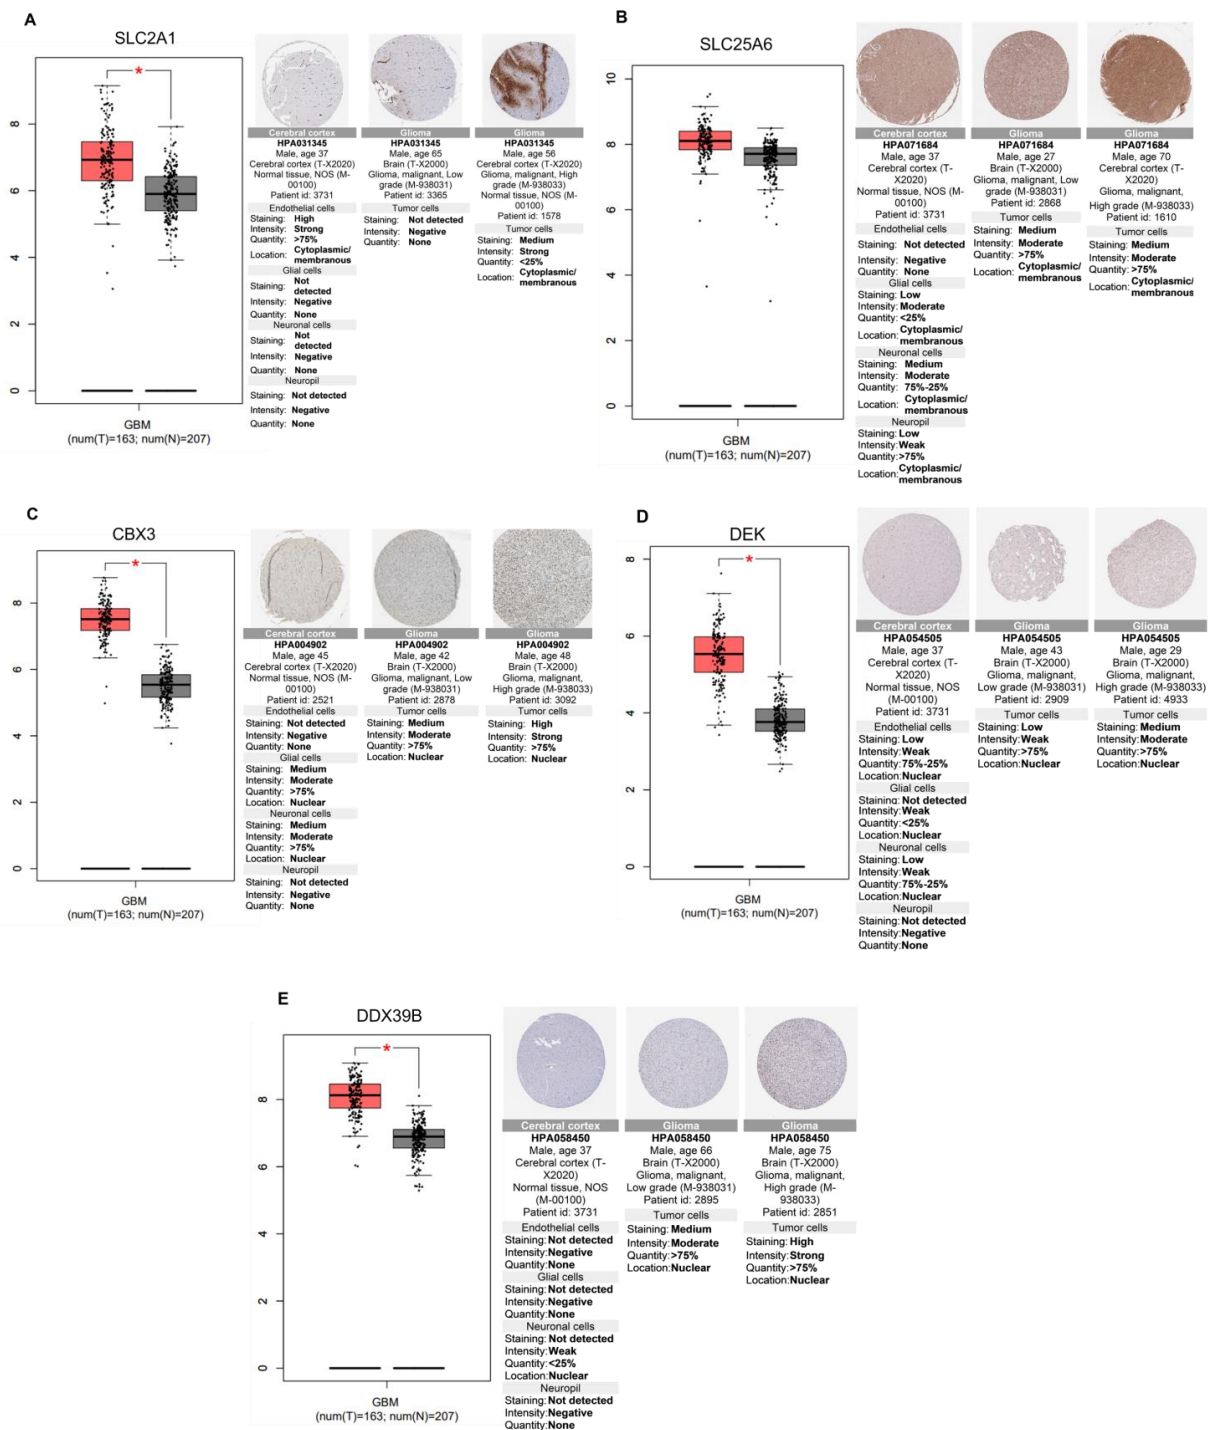 A
SLC2A1
*
8
6
4
2
0
GBM
(num(T)=163; num(N)=207)
Cerebral cortex
HPA031345
Male, age 37
Cerebral cortex (T-X2020)
Normal tissue, NOS (M-
00100)
Patient id: 3731
Endothelial cells
Staining: High
Intensity: Strong
Quantity: >75%
Location: Cytoplasmic/
membranous
Glial cells
Staining: Not
detected
Intensity: Negative
Quantity: None
Neuronal cells
Staining: Not
detected
Intensity: Negative
Quantity: None
Neuropil
Staining: Not detected
Intensity: Negative
Quantity: None
Glioma
HPA031345
Male, age 65
Brain (T-X2000)
Glioma, malignant, Low
grade (M-938031)
Patient id: 3365
Tumor cells
Staining: Not detected
Intensity: Negative
Quantity: None
Glioma
HPA031345
Male, age 56
Cerebral cortex (T-X2020)
Glioma, malignant, High
grade (M-938033)
Normal tissue, NOS (M-
00100)
Patient id: 1578
Tumor cells
Staining: Medium
Intensity: Strong
Quantity: <25%
Location: Cytoplasmic/
membranous
B
SLC25A6
10
8
6
4
2
0
GBM
(num(T)=163; num(N)=207)
Cerebral cortex
HPA071684
Male, age 37
Cerebral cortex
(T-X2020)
Normal tissue, NOS (M-
00100)
Patient id: 3731
Endothelial cells
Staining: Not detected
Intensity: Negative
Quantity: None
Glial cells
Staining: Low
Intensity: Moderate
Quantity: <25%
Location: Cytoplasmic/
membranous
Neuronal cells
Staining: Medium
Intensity: Moderate
Quantity: 75%-25%
Location: Cytoplasmic/
membranous
Neuropil
Staining: Low
Intensity: Weak
Quantity: >75%
Location: Cytoplasmic/
membranous
Glioma
HPA071684
Male, age 27
Brain (T-X2000)
Glioma, malignant, Low
grade (M-938031)
Patient id: 2868
Tumor cells
Staining: Medium
Intensity: Moderate
Quantity: >75%
Location: Cytoplasmic/
membranous
Glioma
HPA071684
Male, age 70
Cerebral cortex (T-
X2020)
Glioma, malignant,
High grade (M-938033)
Patient id: 1610
Tumor cells
Staining: Medium
Intensity: Moderate
Quantity: >75%
Location: Cytoplasmic/
membranous
C
CBX3
*
8
6
4
2
0
GBM
(num(T)=163; num(N)=207)
Cerebral cortex
HPA004902
Male, age 45
Cerebral cortex (T-X2020)
Normal tissue, NOS (M-
00100)
Patient id: 2521
Endothelial cells
Staining: Not detected
Intensity: Negative
Quantity: None
Glial cells
Staining: Medium
Intensity: Moderate
Quantity: >75%
Location: Nuclear
Neuronal cells
Staining: Medium
Intensity: Moderate
Quantity: >75%
Location: Nuclear
Neuropil
Staining: Not detected
Intensity: Negative
Quantity: None
Glioma
HPA004902
Male, age 42
Brain (T-X2000)
Glioma, malignant, Low
grade (M-938031)
Patient id: 2878
Tumor cells
Staining: Medium
Intensity: Moderate
Quantity: >75%
Location: Nuclear
Glioma
HPA004902
Male, age 48
Brain (T-X2000)
Glioma, malignant,
High grade (M-938033)
Patient id: 3092
Tumor cells
Staining: High
Intensity: Strong
Quantity: >75%
Location: Nuclear
D
DEK
*
8
6
4
2
0
GBM
(num(T)=163; num(N)=207)
Cerebral cortex
HPA054505
Male, age 37
Cerebral cortex (T-
X2020)
Normal tissue, NOS
(M-00100)
Patient id: 3731
Endothelial cells
Staining: Low
Intensity: Weak
Quantity: 75%-25%
Location: Nuclear
Glial cells
Staining: Not detected
Intensity: Weak
Quantity: <25%
Location: Nuclear
Neuronal cells
Staining: Low
Intensity: Weak
Quantity: 75%-25%
Location: Nuclear
Neuropil
Staining: Not detected
Intensity: Negative
Quantity: None
Glioma
HPA054505
Male, age 43
Brain (T-X2000)
Glioma, malignant,
Low grade (M-938031)
Patient id: 2909
Tumor cells
Staining: Low
Intensity: Weak
Quantity: >75%
Location: Nuclear
Glioma
HPA054505
Male, age 29
Brain (T-X2000)
Glioma, malignant,
High grade (M-938033)
Patient id: 4933
Tumor cells
Staining: Medium
Intensity: Moderate
Quantity: >75%
Location: Nuclear
E
DDX39B
*
8
6
4
2
0
GBM
(num(T)=163; num(N)=207)
Cerebral cortex
HPA058450
Male, age 37
Cerebral cortex (T-
X2020)
Normal tissue, NOS
(M-00100)
Patient id: 3731
Endothelial cells
Staining: Not detected
Intensity: Negative
Quantity: None
Glial cells
Staining: Not detected
Intensity: Negative
Quantity: None
Neuronal cells
Staining: Not detected
Intensity: Weak
Quantity: <25%
Location: Nuclear
Neuropil
Staining: Not detected
Intensity: Negative
Quantity: None
Glioma
HPA058450
Male, age 66
Brain (T-X2000)
Glioma, malignant,
Low grade (M-938031)
Patient id: 2895
Tumor cells
Staining: Medium
Intensity: Moderate
Quantity: >75%
Location: Nuclear
Glioma
HPA058450
Male, age 75
Brain (T-X2000)
Glioma, malignant,
High grade (M-
938033)
Patient id: 2851
Tumor cells
Staining: High
Intensity: Strong
Quantity: >75%
Location: Nuclear